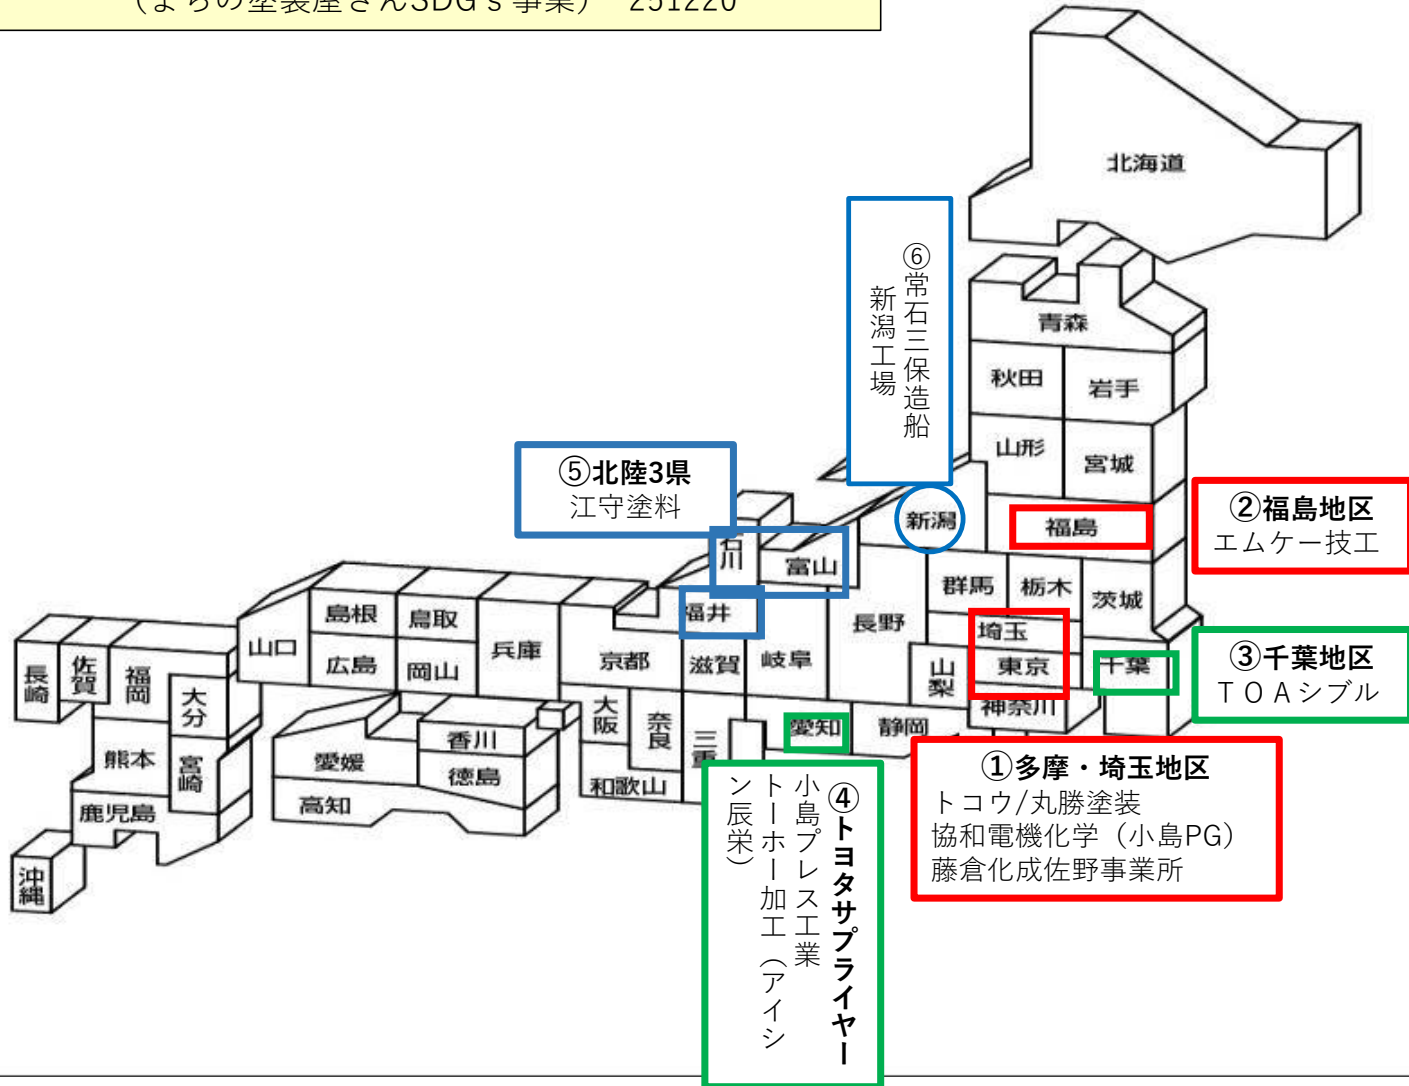 （まちの塗装屋さんSDG's事業） 251220
北海道
⑥常石三保造船
新潟工場
青森
秋田
岩手
山形
宮城
⑤北陸3県
江守塗料
新潟
福島
②福島地区
エムケー技工
石川
富山
群馬
栃木
茨城
福井
長野
埼玉
島根
鳥取
兵庫
山口
広島
岡山
京都
滋賀
岐阜
山梨
東京
千葉
③千葉地区
ＴＯＡシブル
長崎
佐賀
福岡
大分
神奈川
大阪
奈良
三重
愛知
静岡
熊本
宮崎
愛媛
香川
徳島
高知
和歌山
鹿児島
沖縄
①多摩・埼玉地区
トコウ/丸勝塗装
協和電機化学（小島PG）
藤倉化成佐野事業所
④トヨタサプライヤー
小島プレス工業
トーホー加工（アイシ
ン辰栄）